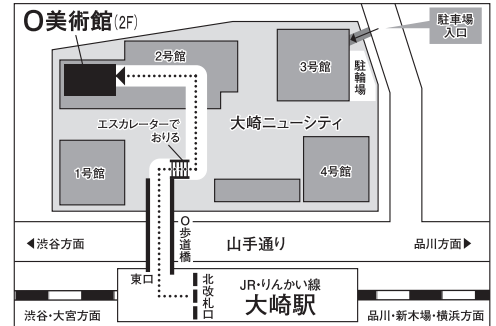 O美術館(2F)
駐車場
入口
2号館
3号館
駐輪場
エスカレーターで
おりる
大崎ニューシティ
1号館
4号館
O歩道橋
◀渋谷方面
山手通り
品川方面▶
東口
北改札口
JR・りんかい線
大崎駅
渋谷・大宮方面
品川・新木場・横浜方面